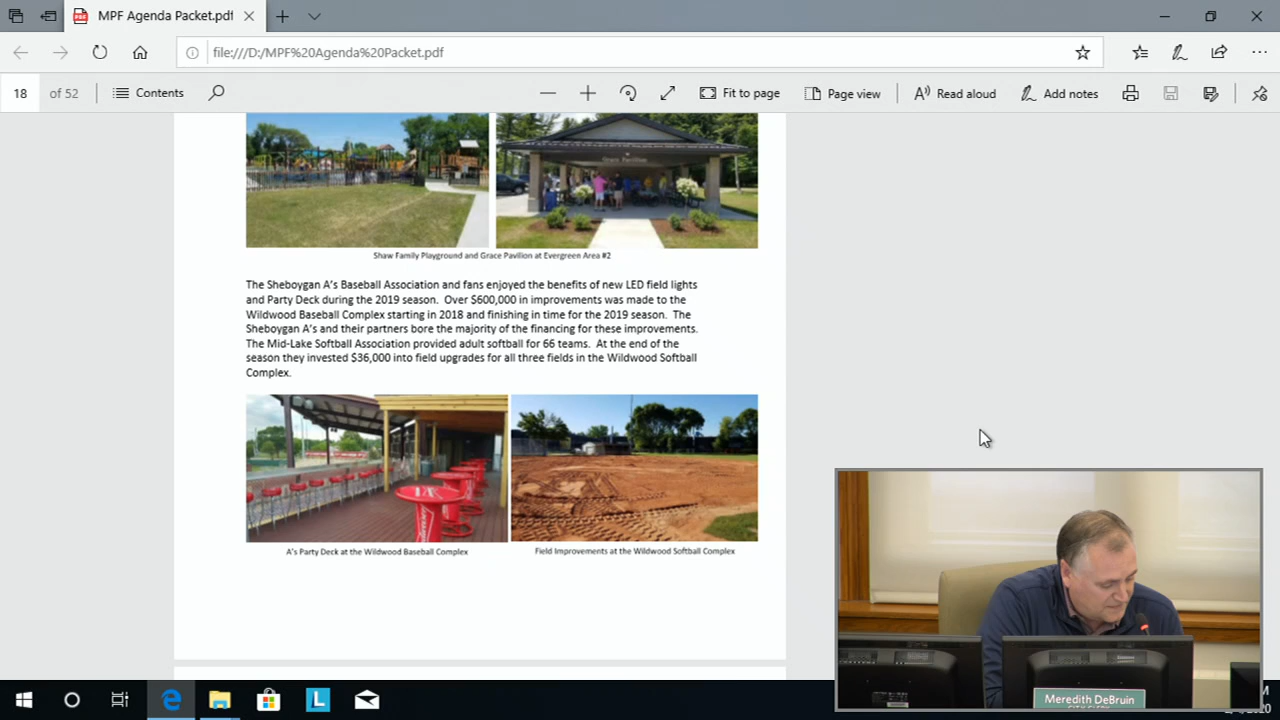 MPF Agenda Packet.pdf
file:///D:/MPF%20Agenda%20Packet.pdf
18 of 52 Contents Fit to page Page view Read aloud Add notes
Grace Pavilion
Shaw Family Playground and Grace Pavilion at Evergreen Area #2
The Sheboygan A's Baseball Association and fans enjoyed the benefits of new LED field lights
and Party Deck during the 2019 season. Over $600,000 in improvements was made to the
Wildwood Baseball Complex starting in 2018 and finishing in time for the 2019 season. The
Sheboygan A's and their partners bore the majority of the financing for these improvements.
The Mid-Lake Softball Association provided adult softball for 66 teams. At the end of the
season they invested $36,000 into field upgrades for all three fields in the Wildwood Softball
Complex.
A's Party Deck at the Wildwood Baseball Complex
Field Improvements at the Wildwood Softball Complex
Meredith DeBruin
CITY CLERK
L